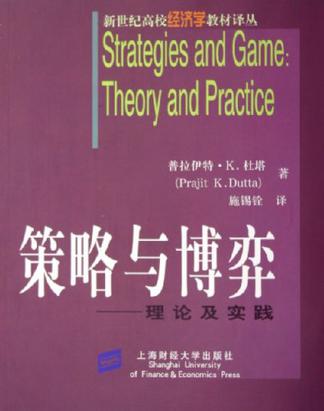 新世纪高校经济学教材译丛
Strategies and Game:
Theory and Practice
普拉伊特·K.杜塔
(Prajit K.Dutta)
著
施锡铨 译
策略与博弈
——理论及实践
上海财经大学出版社
Shanghai University
of Finance & Economics Press